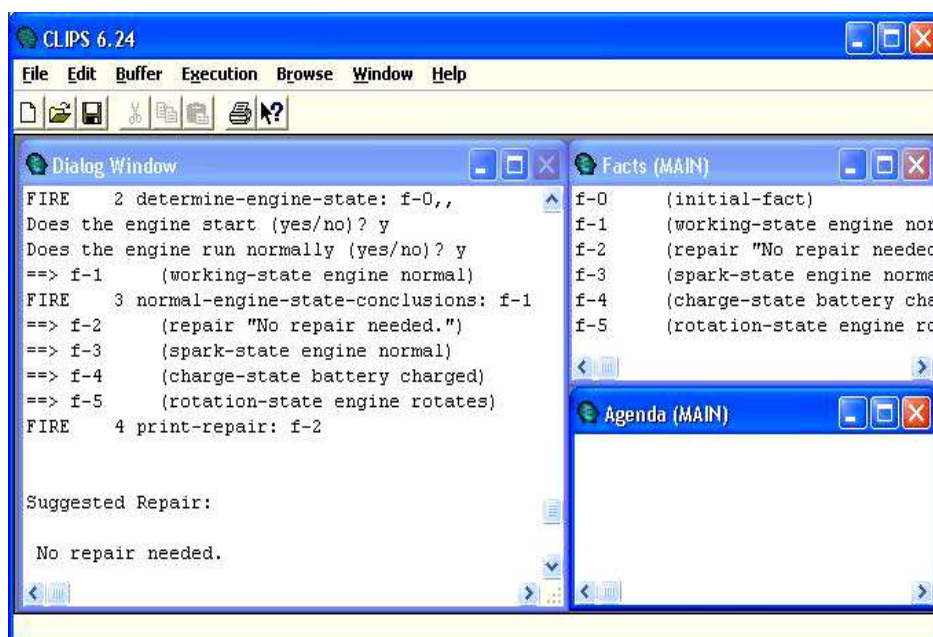 CLIPS 6.24
File Edit Buffer Execution Browse Window Help
Dialog Window
FIRE 2 determine-engine-state: f-0,,
Does the engine start (yes/no)? y
Does the engine run normally (yes/no)? y
==> f-1 (working-state engine normal)
FIRE 3 normal-engine-state-conclusions: f-1
==> f-2 (repair "No repair needed.")
==> f-3 (spark-state engine normal)
==> f-4 (charge-state battery charged)
==> f-5 (rotation-state engine rotates)
FIRE 4 print-repair: f-2
Suggested Repair:
No repair needed.
Facts (MAIN)
f-0 (initial-fact)
f-1 (working-state engine nor
f-2 (repair "No repair needed
f-3 (spark-state engine norma
f-4 (charge-state battery cha
f-5 (rotation-state engine ro
Agenda (MAIN)